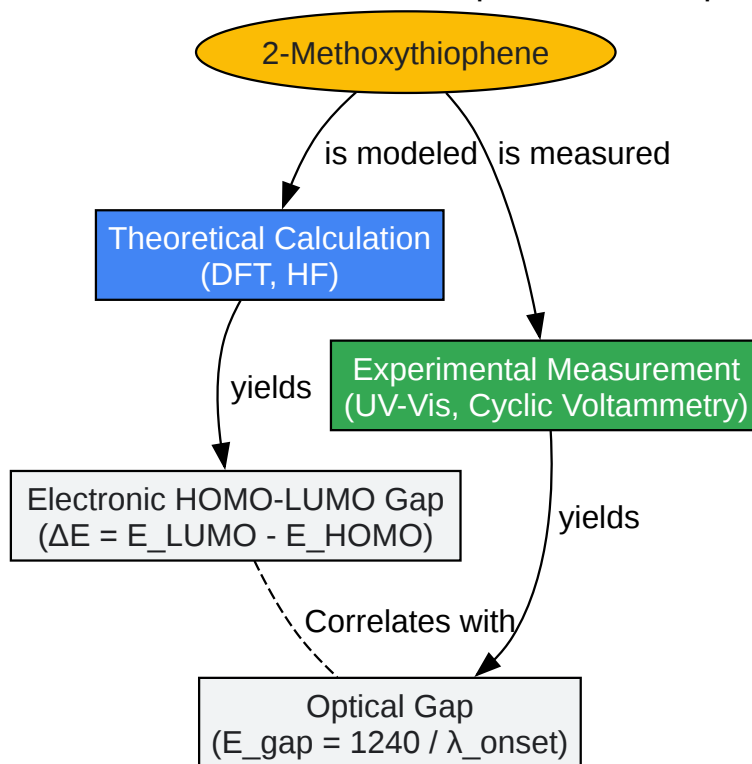 2-Methoxythiophene
is modeled
is measured
Theoretical Calculation
(DFT, HF)
Experimental Measurement
(UV-Vis, Cyclic Voltammetry)
yields
Electronic HOMO-LUMO Gap
(ΔE = E_LUMO - E_HOMO)
yields
Correlates with
Optical Gap
(E_gap = 1240 / λ_onset)